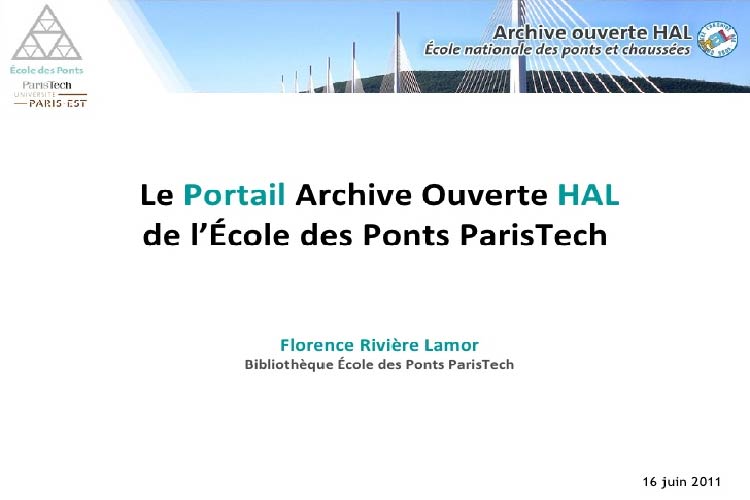 Archive ouverte HAL
École nationale des ponts et chaussées
École des Ponts
ParisTech
UNIVERSITÉ
PARIS-EST
Le Portail Archive Ouverte HAL
de l’École des Ponts ParisTech
Florence Rivière Lamor
Bibliothèque École des Ponts ParisTech
16 juin 2011